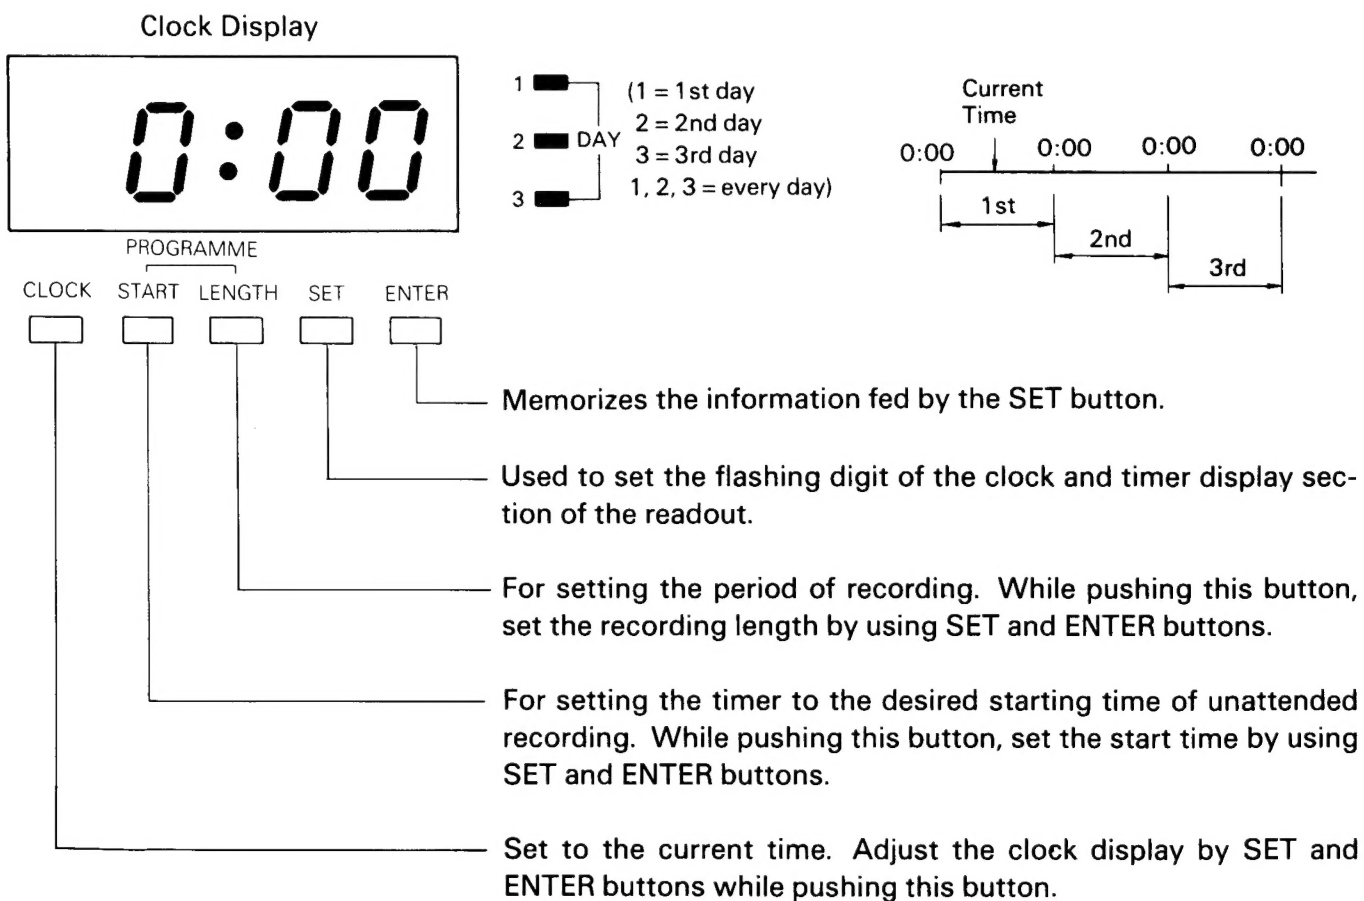 Clock Display
0:00
1
2
3
DAY
(1 = 1st day
2 = 2nd day
3 = 3rd day
1, 2, 3 = every day)
Current
Time
0:00 0:00 0:00 0:00
1st
2nd
3rd
PROGRAMME
CLOCK START LENGTH SET ENTER
Memorizes the information fed by the SET button.
Used to set the flashing digit of the clock and timer display sec-
tion of the readout.
For setting the period of recording. While pushing this button,
set the recording length by using SET and ENTER buttons.
For setting the timer to the desired starting time of unattended
recording. While pushing this button, set the start time by using
SET and ENTER buttons.
Set to the current time. Adjust the clock display by SET and
ENTER buttons while pushing this button.